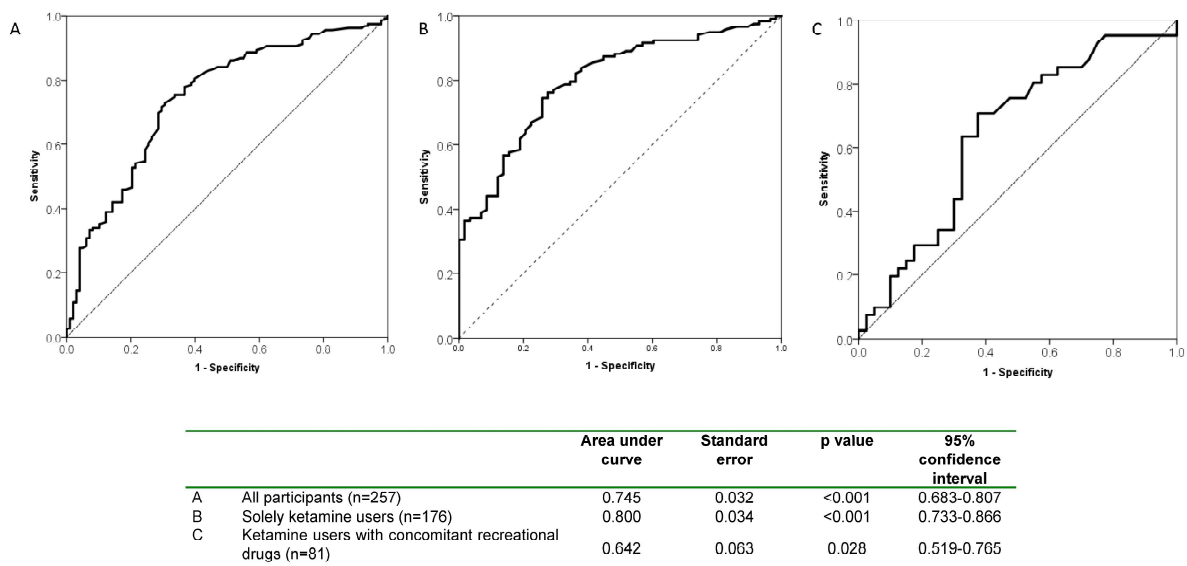 A
1.0
0.8
0.6
0.4
0.2
0.0
Sensitivity
0.0 0.2 0.4 0.6 0.8 1.0
1 - Specificity
B
1.0
0.8
0.6
0.4
0.2
0.0
Sensitivity
0.0 0.2 0.4 0.6 0.8 1.0
1 - Specificity
C
1.0
0.8
0.6
0.4
0.2
0.0
Sensitivity
0.0 0.2 0.4 0.6 0.8 1.0
1 - Specificity
Area under Standard p value 95%
curve error confidence
interval
A All participants (n=257) 0.745 0.032 <0.001 0.683-0.807
B Solely ketamine users (n=176) 0.800 0.034 <0.001 0.733-0.866
C Ketamine users with concomitant recreational
drugs (n=81) 0.642 0.063 0.028 0.519-0.765